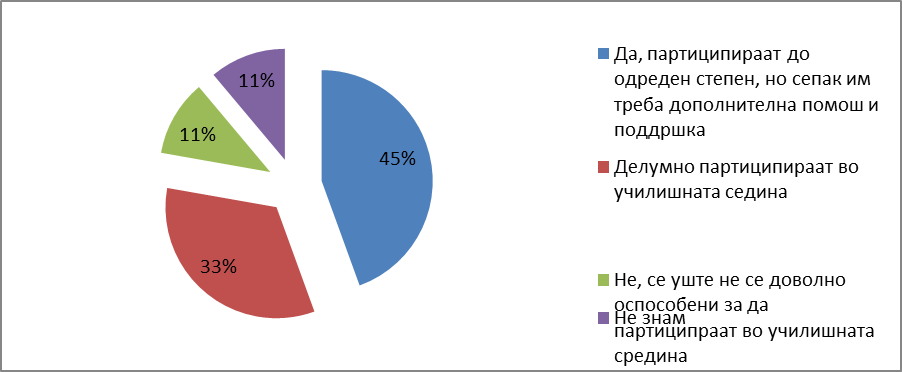 11%
11%
45%
33%
Да, партиципираат до
одреден степен, но сепак им
треба дополнителна помош и
поддршка
Делумно партиципираат во
училишната седина
Не, се уште не се доволно
оспособени за да
партиципраат во училишната
средина
Не знам